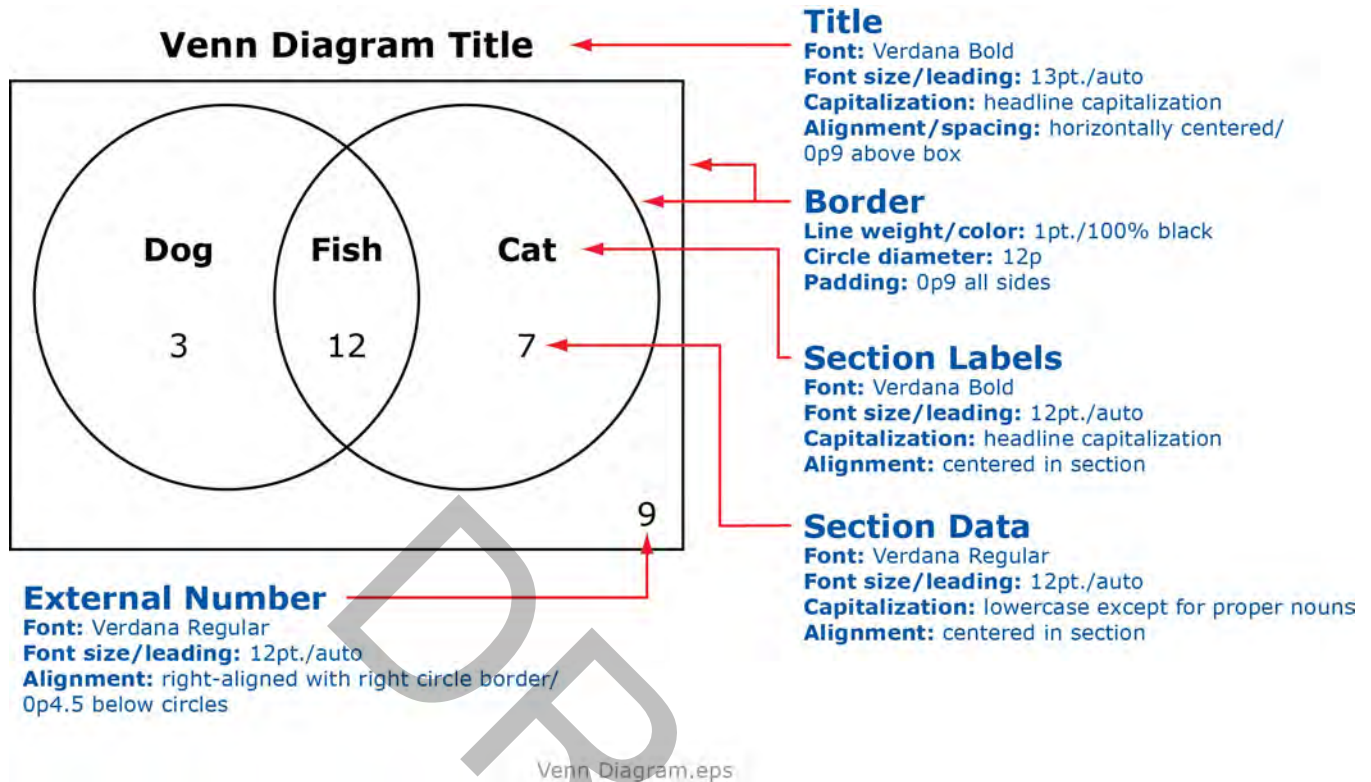 Venn Diagram Title
Dog
Fish
Cat
3
12
7
9
Title
Font: Verdana Bold
Font size/leading: 13pt./auto
Capitalization: headline capitalization
Alignment/spacing: horizontally centered/
0p9 above box
Border
Line weight/color: 1pt./100% black
Circle diameter: 12p
Padding: 0p9 all sides
Section Labels
Font: Verdana Bold
Font size/leading: 12pt./auto
Capitalization: headline capitalization
Alignment: centered in section
Section Data
Font: Verdana Regular
Font size/leading: 12pt./auto
Capitalization: lowercase except for proper nouns
Alignment: centered in section
External Number
Font: Verdana Regular
Font size/leading: 12pt./auto
Alignment: right-aligned with right circle border/
0p4.5 below circles
Venn Diagram.eps